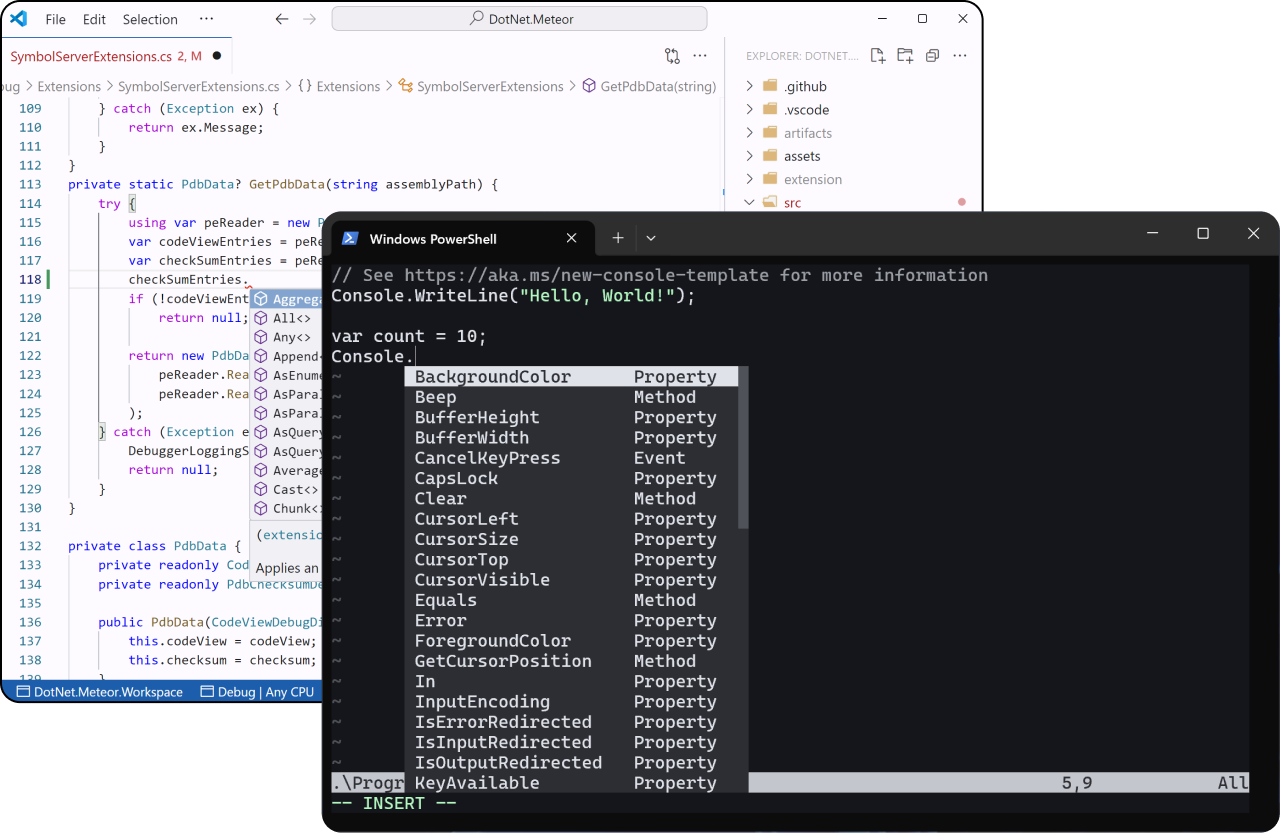 File Edit Selection ··· ← → DotNet.Meteor
SymbolServerExtensions.cs 2, M ●
EXPLORER: DOTNET.... ···
Extensions > SymbolServerExtensions.cs > {} Extensions > SymbolServerExtensions > GetPdbData(string)
109 } catch (Exception ex) {
110 return ex.Message;
111 }
112 }
113 private static PdbData? GetPdbData(string assemblyPath) {
114 try {
115 using var peReader = new P
116 var codeViewEntries = peRe
117 var checkSumEntries = peRe
118 checkSumEntries.
119 if (!codeViewEnt
120 return null;
121
122 return new PdbDa
123 peReader.Rea
124 peReader.Rea
125 );
126 } catch (Exception e
127 DebuggerLoggingS
128 return null;
129 }
130 }
131
132 private class PdbData {
133 private readonly Cod
134 private readonly PdbChecksumDe
135
136 public PdbData(CodeViewDebugDi
137 this.codeView = codeView;
138 this.checksum = checksum;
139 }
Aggrega
All<>
Any<>
Append<
AsEnume
AsParal
AsParal
AsQuery
AsQuery
Average
Cast<>
Chunk<
(extensio
Applies an
DotNet.Meteor.Workspace Debug | Any CPU
> .github
> .vscode
> artifacts
> assets
> extension
src
Windows PowerShell
// See https://aka.ms/new-console-template for more information
Console.WriteLine("Hello, World!");
var count = 10;
Console.
~ BackgroundColor Property
~ Beep Method
~ BufferHeight Property
~ BufferWidth Property
~ CancelKeyPress Event
~ CapsLock Property
~ Clear Method
~ CursorLeft Property
~ CursorSize Property
~ CursorTop Property
~ CursorVisible Property
~ Equals Method
~ Error Property
~ ForegroundColor Property
~ GetCursorPosition Method
~ In Property
~ InputEncoding Property
~ IsErrorRedirected Property
~ IsInputRedirected Property
~ IsOutputRedirected Property
.\Progr KeyAvailable Property 5,9 All
-- INSERT --